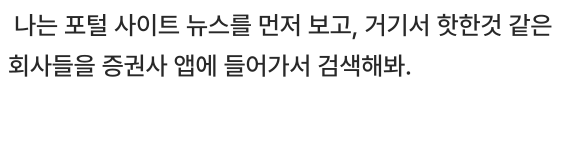 나는 포털 사이트 뉴스를 먼저 보고, 거기서 핫한것 같은
회사들을 증권사 앱에 들어가서 검색해봐.